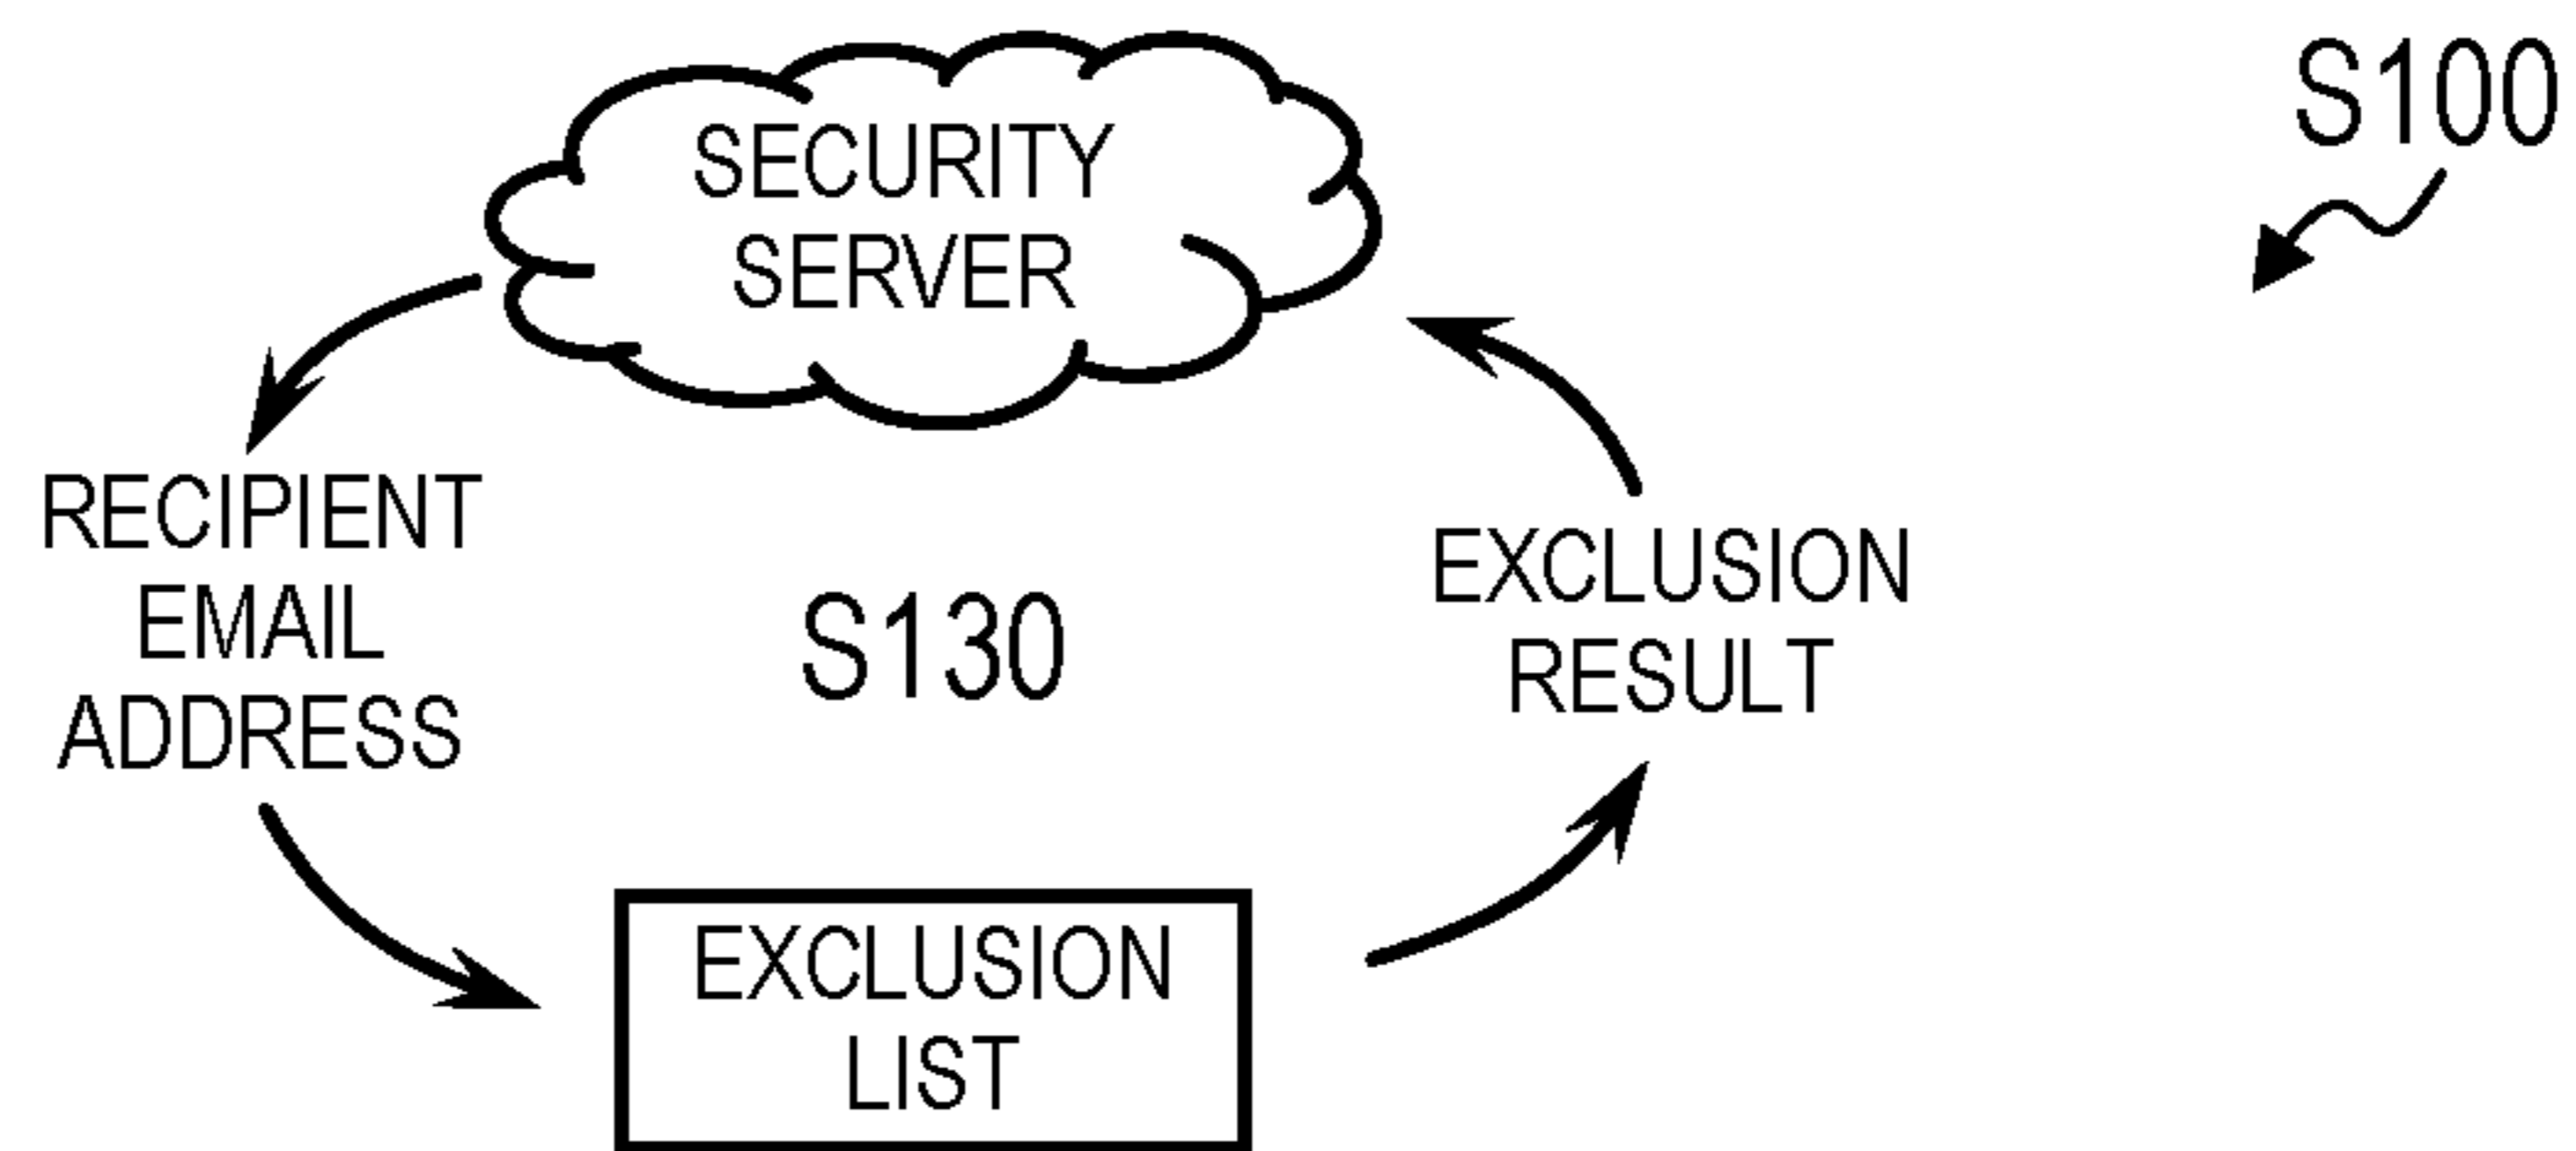 SECURITY
SERVER
S100
RECIPIENT
EMAIL
ADDRESS
S130
EXCLUSION
RESULT
EXCLUSION
LIST